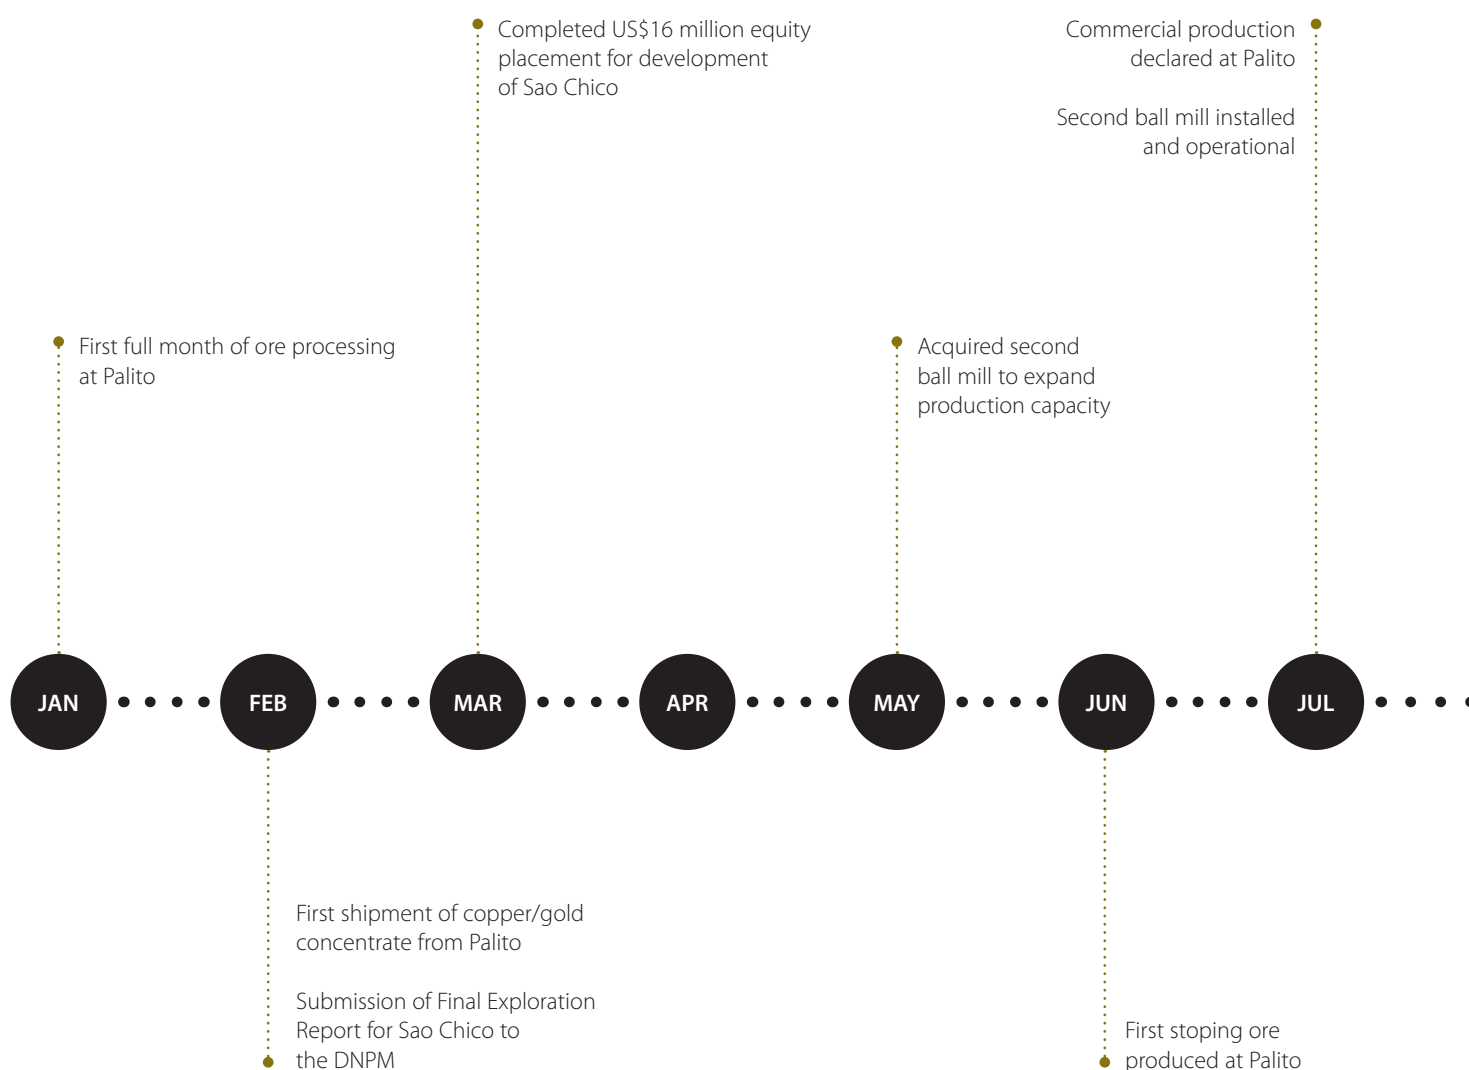 Completed US$16 million equity
placement for development
of Sao Chico
Commercial production
declared at Palito
Second ball mill installed
and operational
First full month of ore processing
at Palito
Acquired second
ball mill to expand
production capacity
JAN
FEB
MAR
APR
MAY
JUN
JUL
First shipment of copper/gold
concentrate from Palito
Submission of Final Exploration
Report for Sao Chico to
the DNPM
First stoping ore
produced at Palito